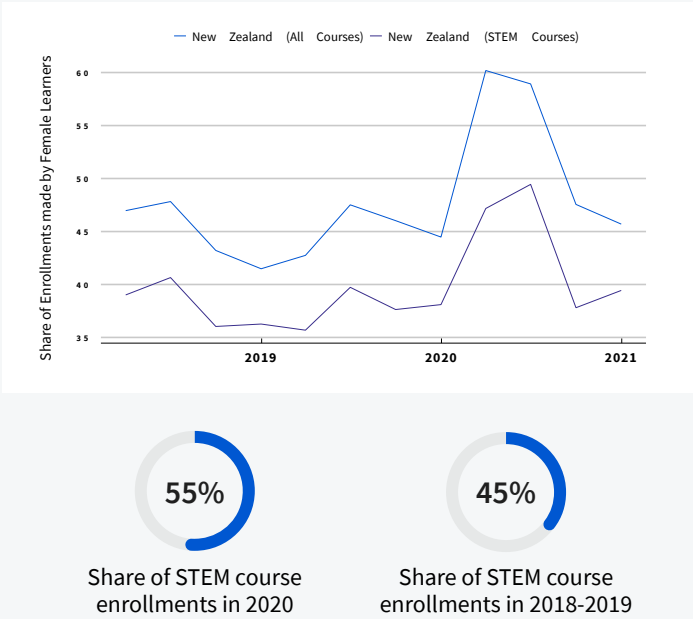 New Zealand (All Courses) New Zealand (STEM Courses)
Share of Enrollments made by Female Learners
60
55
50
45
40
35
2019 2020 2021
55% 45%
Share of STEM course Share of STEM course
enrollments in 2020 enrollments in 2018-2019